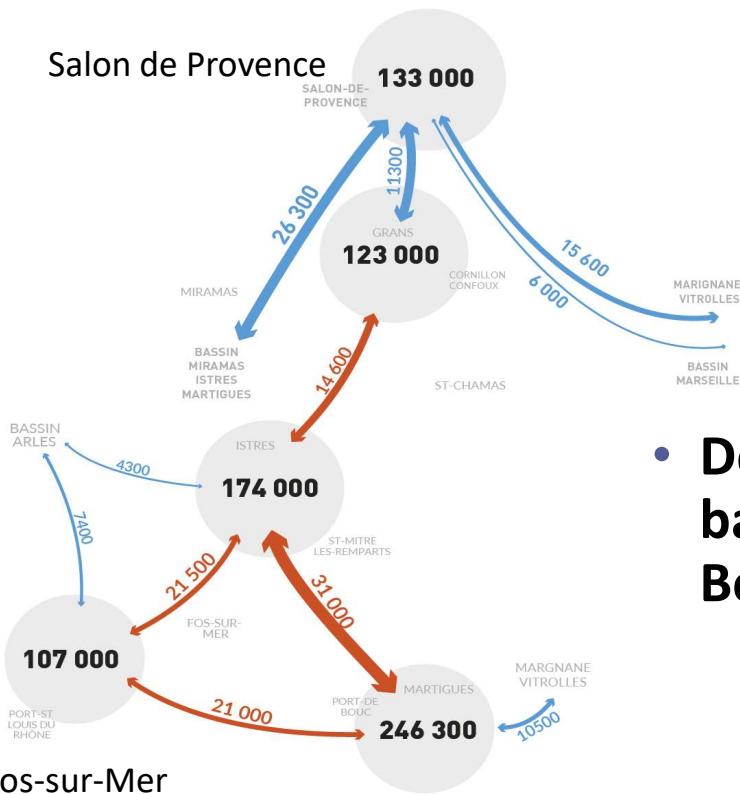 Salon de Provence
133 000
SALON-DE-
PROVENCE
11300
26 300
GRANS
123 000
CORNILLON
CONFOUX
15 600
6 000
MARIGNANE
VITROLLES
MIRAMAS
BASSIN
MIRAMAS
ISTRES
MARTIGUES
14 600
BASSIN
MARSEILLE
ST-CHAMAS
BASSIN
ARLES
ISTRES
4300
174 000
7400
ST-MITRE
LES-REMPARTS
21 500
31 000
FOS-SUR-
MER
107 000
MARGNANE
VITROLLES
MARTIGUES
PORT-DE
BOUC
21 000
PORT-ST
LOUIS DU
RHÔNE
246 300
10500
os-sur-Mer